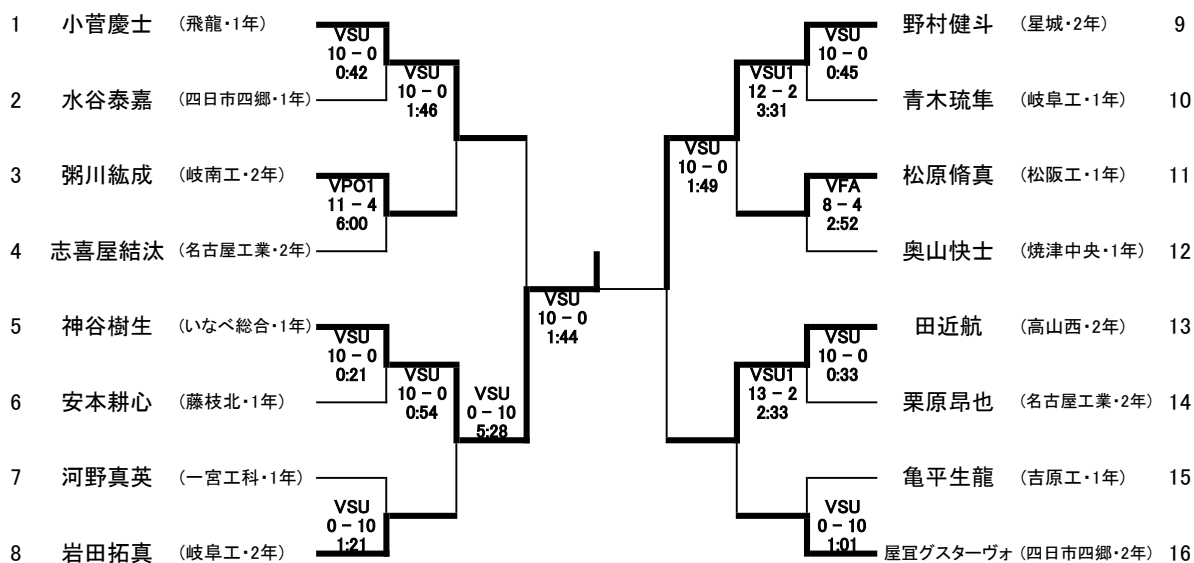 1 小菅慶士 (飛龍・1年)
VSU
10 - 0
0:42
2 水谷泰嘉 (四日市四郷・1年)
VSU
10 - 0
1:46
3 粥川紘成 (岐南工・2年)
VPO1
11 - 4
6:00
4 志喜屋結汰 (名古屋工業・2年)
5 神谷樹生 (いなべ総合・1年)
VSU
10 - 0
0:21
6 安本耕心 (藤枝北・1年)
VSU
10 - 0
0:54
VSU
0 - 10
5:28
7 河野真英 (一宮工科・1年)
VSU
0 - 10
1:21
8 岩田拓真 (岐阜工・2年)
VSU
10 - 0
1:44
野村健斗 (星城・2年) 9
VSU
10 - 0
0:45
青木琉隼 (岐阜工・1年) 10
VSU1
12 - 2
3:31
VSU
10 - 0
1:49
松原脩真 (松阪工・1年) 11
VFA
8 - 4
2:52
奥山快士 (焼津中央・1年) 12
田近航 (高山西・2年) 13
VSU
10 - 0
0:33
栗原昂也 (名古屋工業・2年) 14
VSU1
13 - 2
2:33
亀平生龍 (吉原工・1年) 15
VSU
0 - 10
1:01
屋冝グスターヴォ (四日市四郷・2年) 16